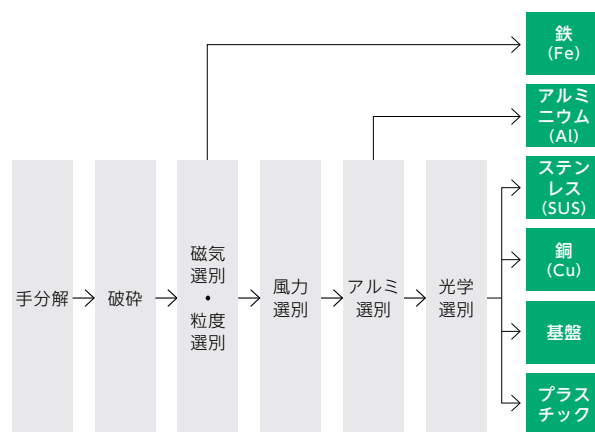 手分解
破砕
磁気
選別
・
粒度
選別
風力
選別
アルミ
選別
光学
選別
鉄
(Fe)
アルミ
ニウム
(Al)
ステン
レス
(SUS)
銅
(Cu)
基盤
プラス
チック